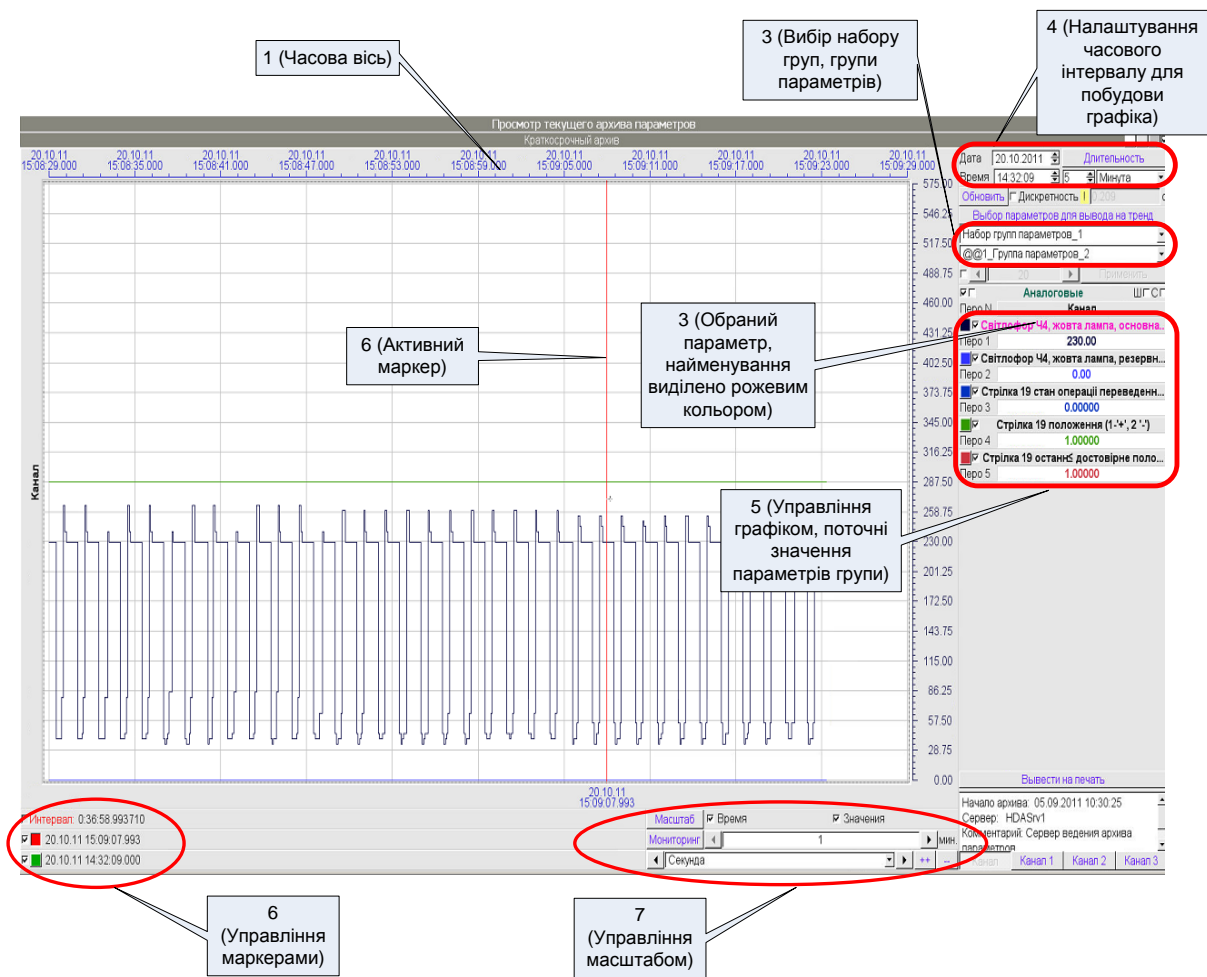 1 (Часова вісь)
3 (Вибір набору
груп, групи
параметрів)
4 (Налаштування
часового
інтервалу для
побудови
графіка)
Просмотр текущего архива параметров
Краткосрочный архив
20.10.11 20.10.11 20.10.11 20.10.11 20.10.11 20.10.11 20.10.11 20.10.11 20.10.11 20.10.11 20.10.11
15:08:29.000 15:08:35.000 15:08:41.000 15:08:47.000 15:08:53.000 15:08:59.000 15:09:05.000 15:09:11.000 15:09:17.000 15:09:23.000 15:09:29.000
Дата 20.10.2011 Длительность
Время 14:32:09 5 Минута
Обновить Дискретность ! 0.209 с
Выбор параметров для вывода на тренд
Набор групп параметров_1
@@1_Группа параметров_2
20 Применить
Аналоговые Ш С
Перо N Канал
Світлофор Ч4, жовта лампа, основна...
Перо 1 230.00
Світлофор Ч4, жовта лампа, резервн...
Перо 2 0.00
Стрілка 19 стан операції переведенн...
Перо 3 0.00000
Стрілка 19 положення (1-'+', 2 '-')
Перо 4 1.00000
Стрілка 19 останнє достовірне поло...
Перо 5 1.00000
575.00
546.25
517.50
488.75
460.00
431.25
402.50
373.75
345.00
316.25
287.50
258.75
230.00
201.25
172.50
143.75
115.00
86.25
57.50
28.75
0.00
Канал
6 (Активний
маркер)
3 (Обраний
параметр,
найменування
виділено рожевим
кольором)
5 (Управління
графіком, поточні
значення
параметрів групи)
20.10.11
15:09:07.993
Интервал: 0:36:58.993710
20.10.11 15:09:07.993
20.10.11 14:32:09.000
Масштаб Время Значения
Мониторинг 1 мин.
Секунда ++ --
Вывести на печать
Начало архива: 05.09.2011 10:30:25
Сервер: HDASrv1
Комментарий: Сервер ведения архива
параметров
Канал Канал 1 Канал 2 Канал 3
6
(Управління
маркерами)
7
(Управління
масштабом)